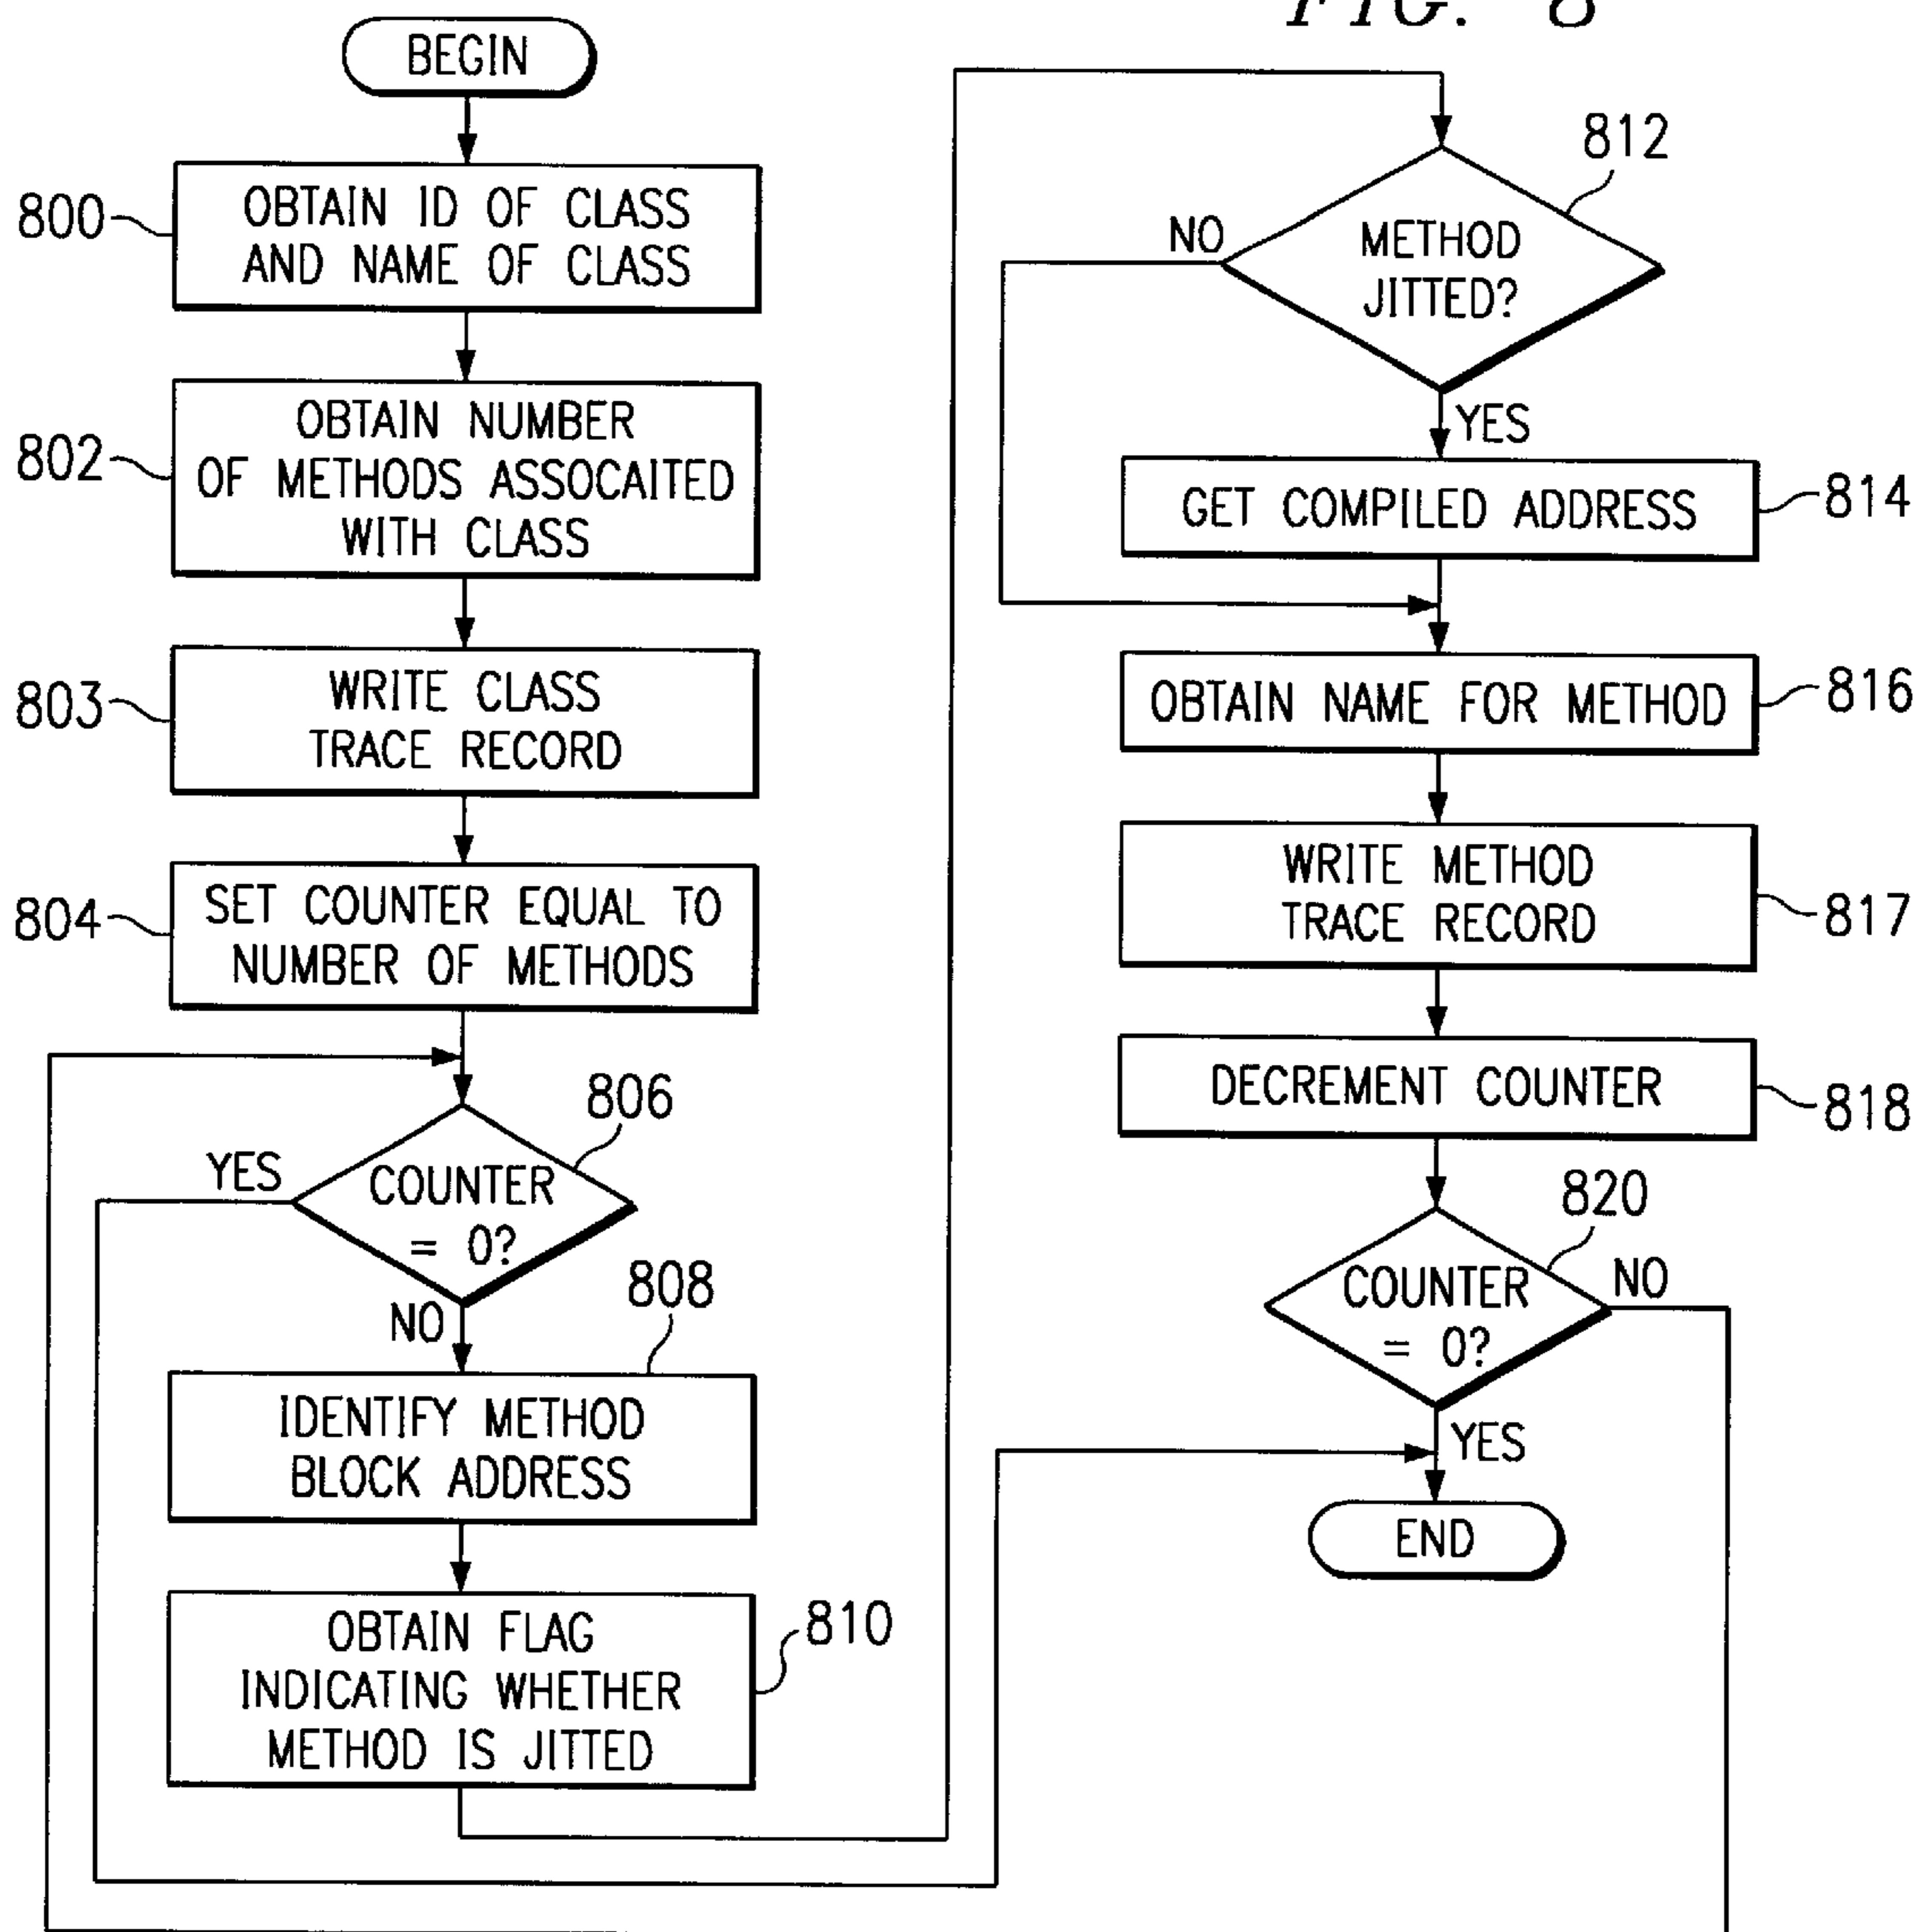 FIG. 8
BEGIN
800
OBTAIN ID OF CLASS
AND NAME OF CLASS
802
OBTAIN NUMBER
OF METHODS ASSOCAITED
WITH CLASS
803
WRITE CLASS
TRACE RECORD
804
SET COUNTER EQUAL TO
NUMBER OF METHODS
806
YES
COUNTER
= 0?
NO
808
IDENTIFY METHOD
BLOCK ADDRESS
810
OBTAIN FLAG
INDICATING WHETHER
METHOD IS JITTED
812
NO
METHOD
JITTED?
YES
GET COMPILED ADDRESS
814
OBTAIN NAME FOR METHOD
816
WRITE METHOD
TRACE RECORD
817
DECREMENT COUNTER
818
820
COUNTER
= 0?
NO
YES
END